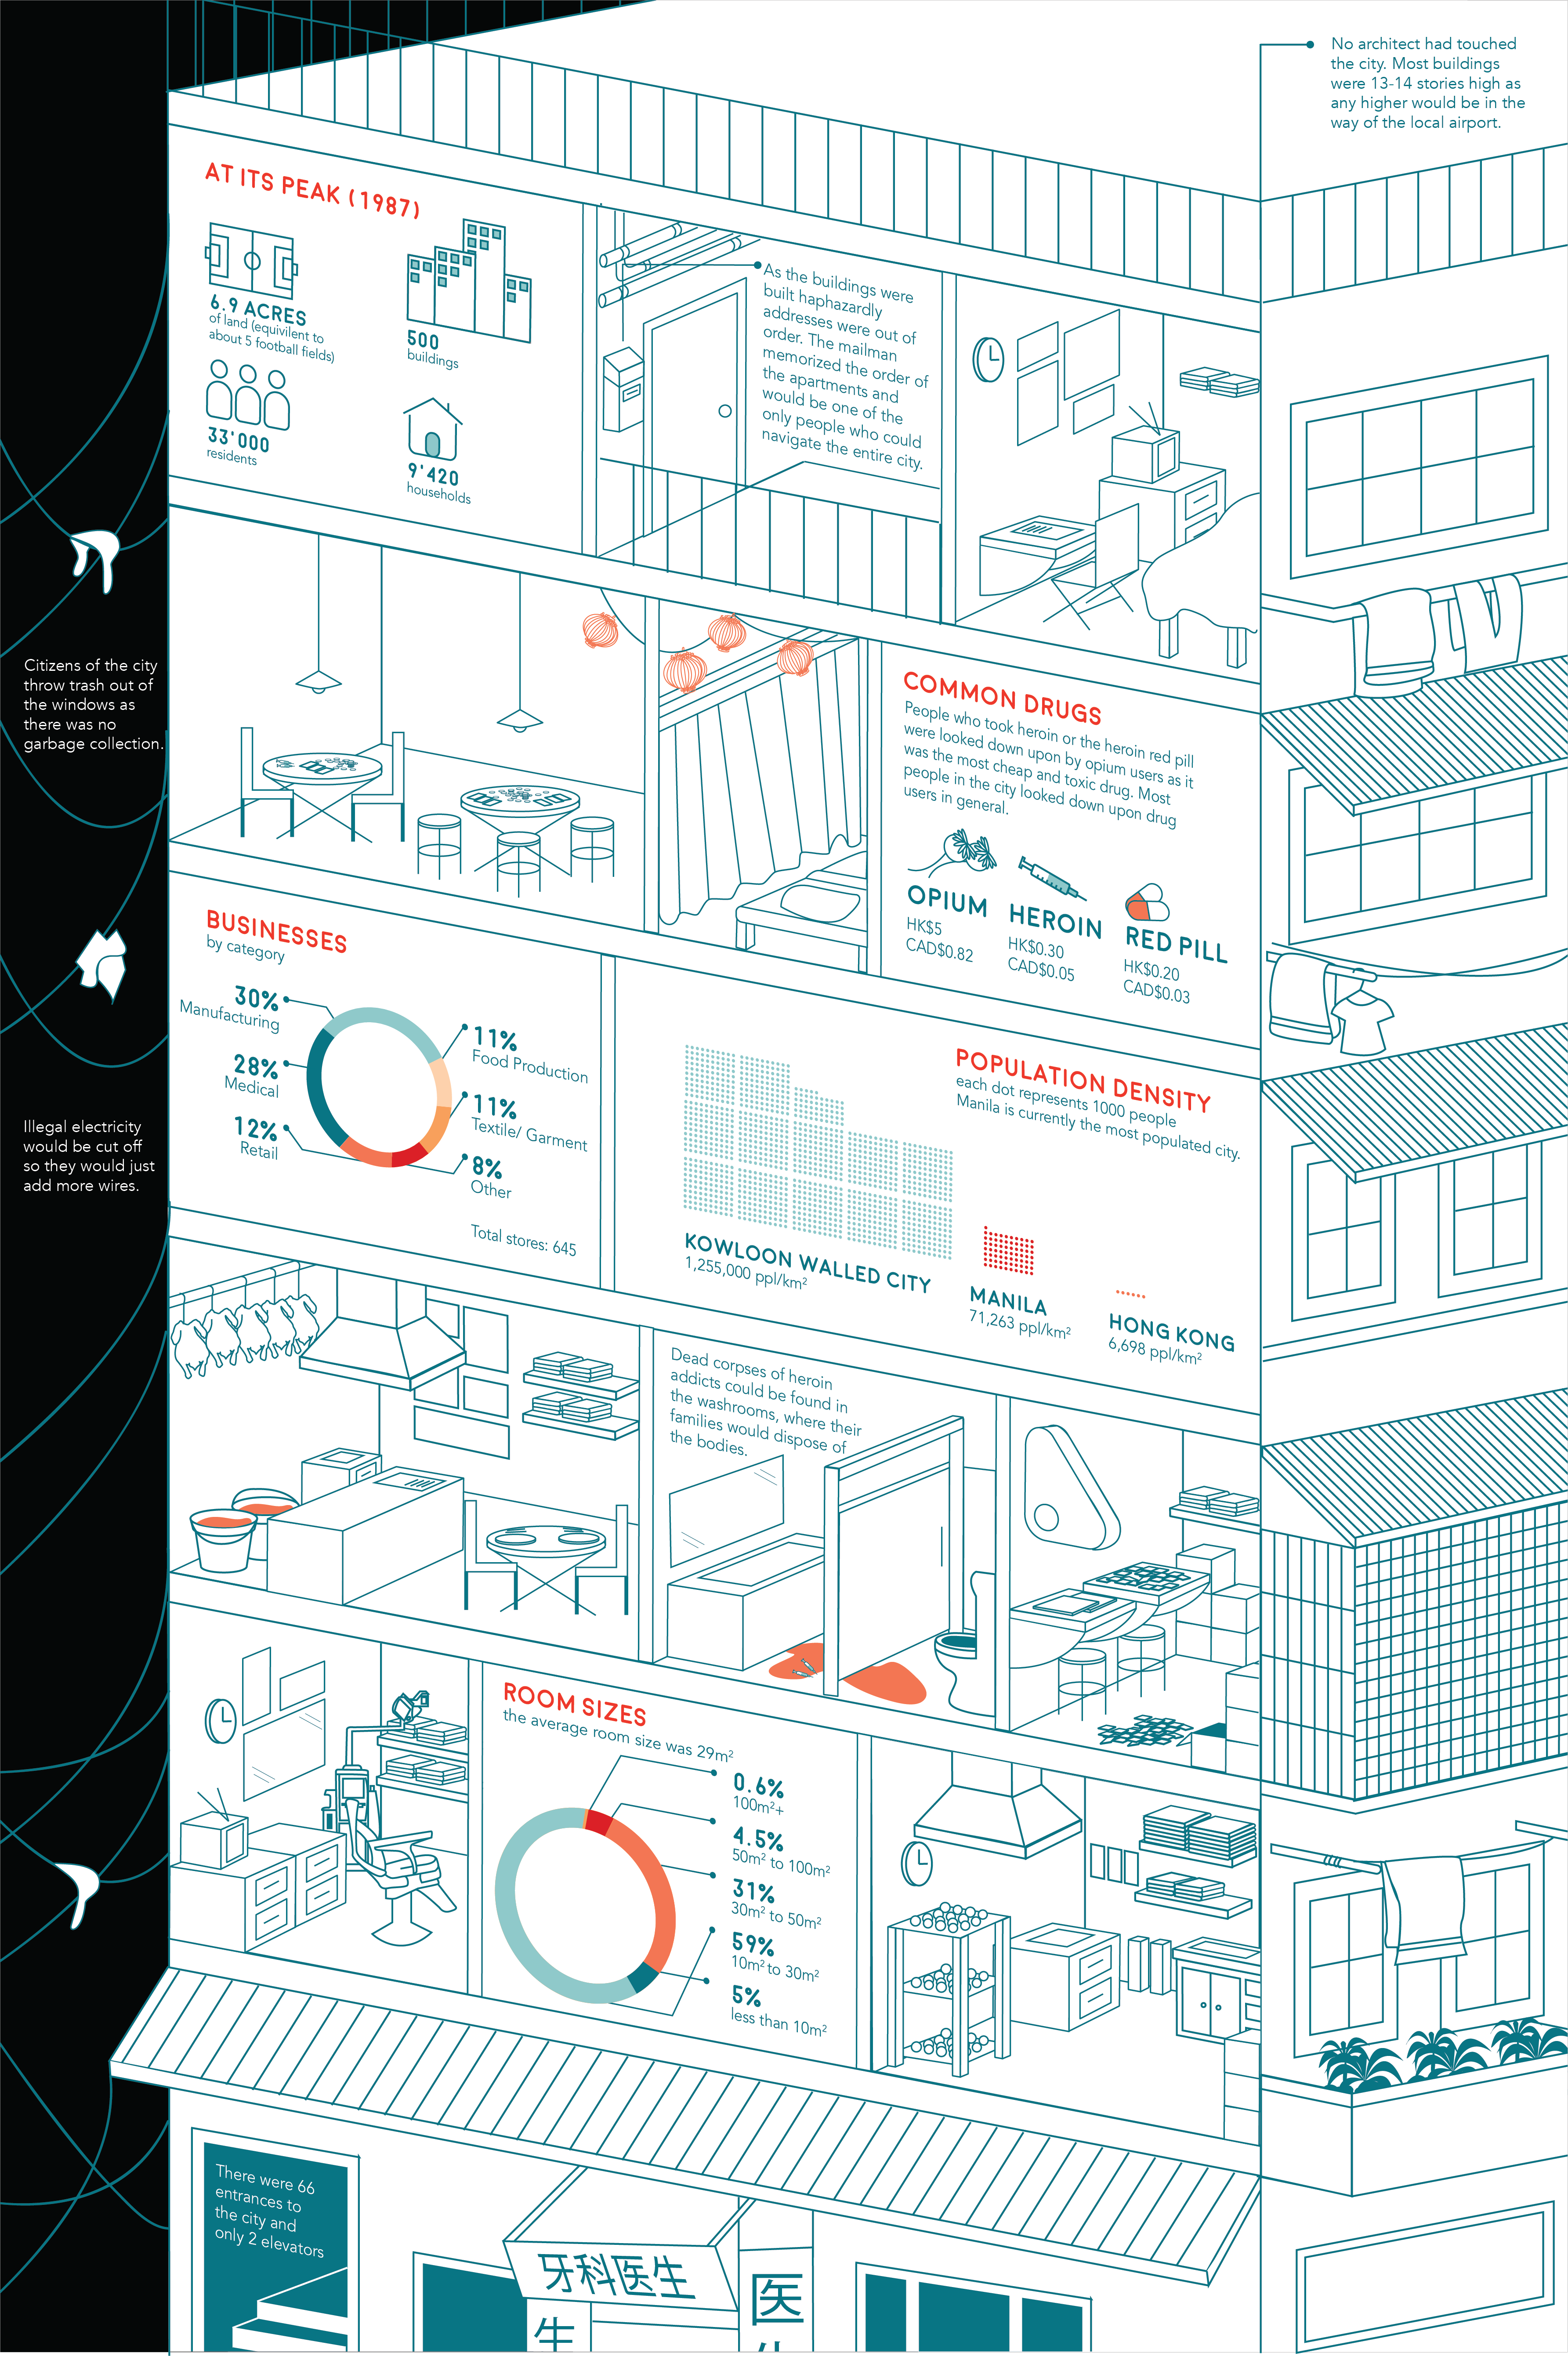 No architect had touched
the city. Most buildings
were 13-14 stories high as
any higher would be in the
way of the local airport.
AT ITS PEAK (1987)
6.9 ACRES
of land (equivilent to
about 5 football fields)
500
buildings
33'000
residents
9'420
households
As the buildings were
built haphazardly
addresses were out of
order. The mailman
memorized the order of
the apartments and
would be one of the
only people who could
navigate the entire city.
Citizens of the city
throw trash out of
the windows as
there was no
garbage collection.
COMMON DRUGS
People who took heroin or the heroin red pill
were looked down upon by opium users as it
was the most cheap and toxic drug. Most
people in the city looked down upon drug
users in general.
OPIUM
HK$5
CAD$0.82
HEROIN
HK$0.30
CAD$0.05
RED PILL
HK$0.20
CAD$0.03
BUSINESSES
by category
30%
Manufacturing
28%
Medical
12%
Retail
11%
Food Production
11%
Textile/ Garment
8%
Other
Total stores: 645
POPULATION DENSITY
each dot represents 1000 people
Manila is currently the most populated city.
KOWLOON WALLED CITY
1,255,000 ppl/km²
MANILA
71,263 ppl/km²
HONG KONG
6,698 ppl/km²
Illegal electricity
would be cut off
so they would just
add more wires.
Dead corpses of heroin
addicts could be found in
the washrooms, where their
families would dispose of
the bodies.
ROOM SIZES
the average room size was 29m²
0.6%
100m²+
4.5%
50m² to 100m²
31%
30m² to 50m²
59%
10m² to 30m²
5%
less than 10m²
There were 66
entrances to
the city and
only 2 elevators
牙科医生
生
医